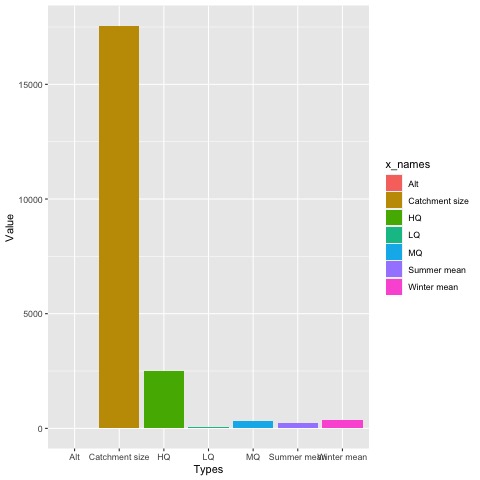 15000
10000
5000
0
Value
Alt Catchment size HQ LQ MQ Summer mean Winter mean
Types
x_names
Alt
Catchment size
HQ
LQ
MQ
Summer mean
Winter mean